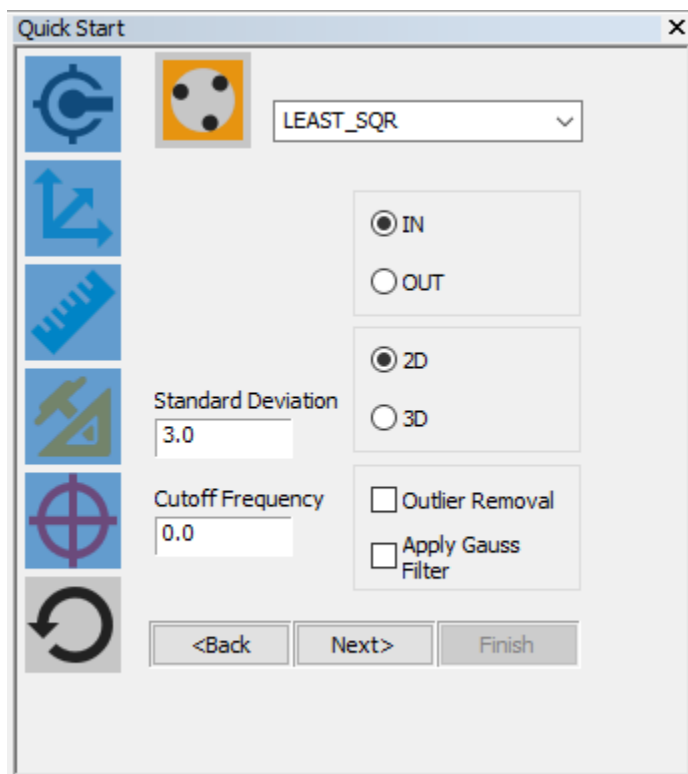 Quick Start
LEAST_SQR
IN
OUT
2D
3D
Standard Deviation
3.0
Cutoff Frequency
0.0
Outlier Removal
Apply Gauss
Filter
<Back
Next>
Finish